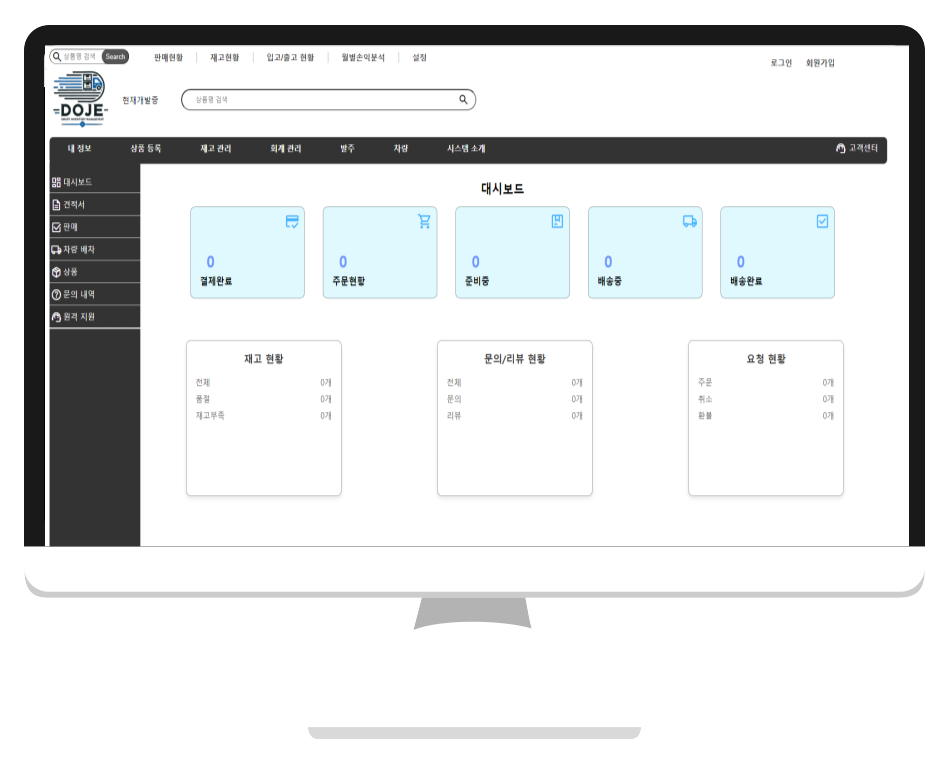 상품명 검색 Search 판매현황 재고현황 입고/출고 현황 월별손익분석 설정
로그인 회원가입
DOJE
현재개발중 상품명 검색
내 정보 상품 등록 재고 관리 회계 관리 발주 차량 시스템 소개 고객센터
대시보드
견적서
판매
차량 배차
상품
문의 내역
원격 지원
대시보드
0 0 0 0 0
결제완료 주문현황 준비중 배송중 배송완료
재고 현황
전체 0개
품절 0개
재고부족 0개
문의/리뷰 현황
전체 0개
문의 0개
리뷰 0개
요청 현황
주문 0개
취소 0개
환불 0개